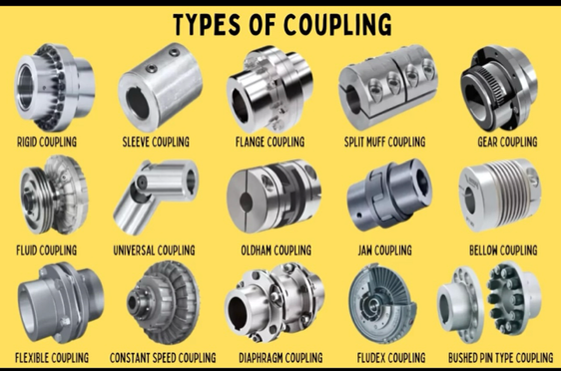 TYPES OF COUPLING
RIGID COUPLING
SLEEVE COUPLING
FLANGE COUPLING
SPLIT MUFF COUPLING
GEAR COUPLING
FLUID COUPLING
UNIVERSAL COUPLING
OLDHAM COUPLING
JAW COUPLING
BELLOW COUPLING
FLEXIBLE COUPLING
CONSTANT SPEED COUPLING
DIAPHRAGM COUPLING
FLUDEX COUPLING
BUSHED PIN TYPE COUPLING